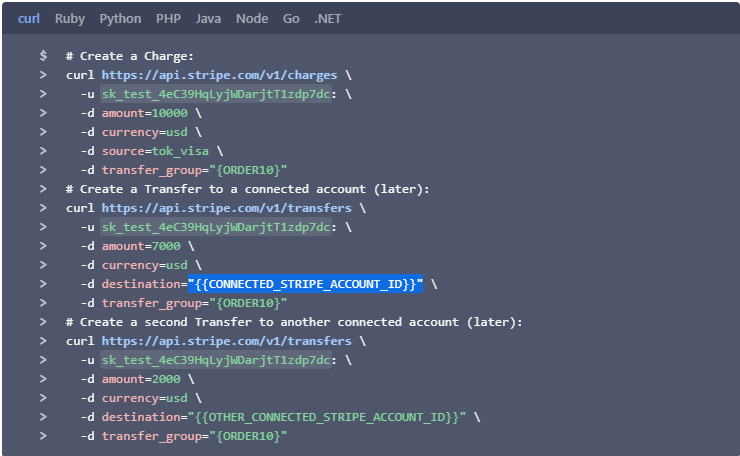 curl Ruby Python PHP Java Node Go .NET
$ # Create a Charge:
> curl https://api.stripe.com/v1/charges \
> -u sk_test_4eC39HqLyjWDarjtT1zdp7dc: \
> -d amount=10000 \
> -d currency=usd \
> -d source=tok_visa \
> -d transfer_group="{ORDER10}"
> # Create a Transfer to a connected account (later):
> curl https://api.stripe.com/v1/transfers \
> -u sk_test_4eC39HqLyjWDarjtT1zdp7dc: \
> -d amount=7000 \
> -d currency=usd \
> -d destination="{{CONNECTED_STRIPE_ACCOUNT_ID}}" \
> -d transfer_group="{ORDER10}"
> # Create a second Transfer to another connected account (later):
> curl https://api.stripe.com/v1/transfers \
> -u sk_test_4eC39HqLyjWDarjtT1zdp7dc: \
> -d amount=2000 \
> -d currency=usd \
> -d destination="{{OTHER_CONNECTED_STRIPE_ACCOUNT_ID}}" \
> -d transfer_group="{ORDER10}"